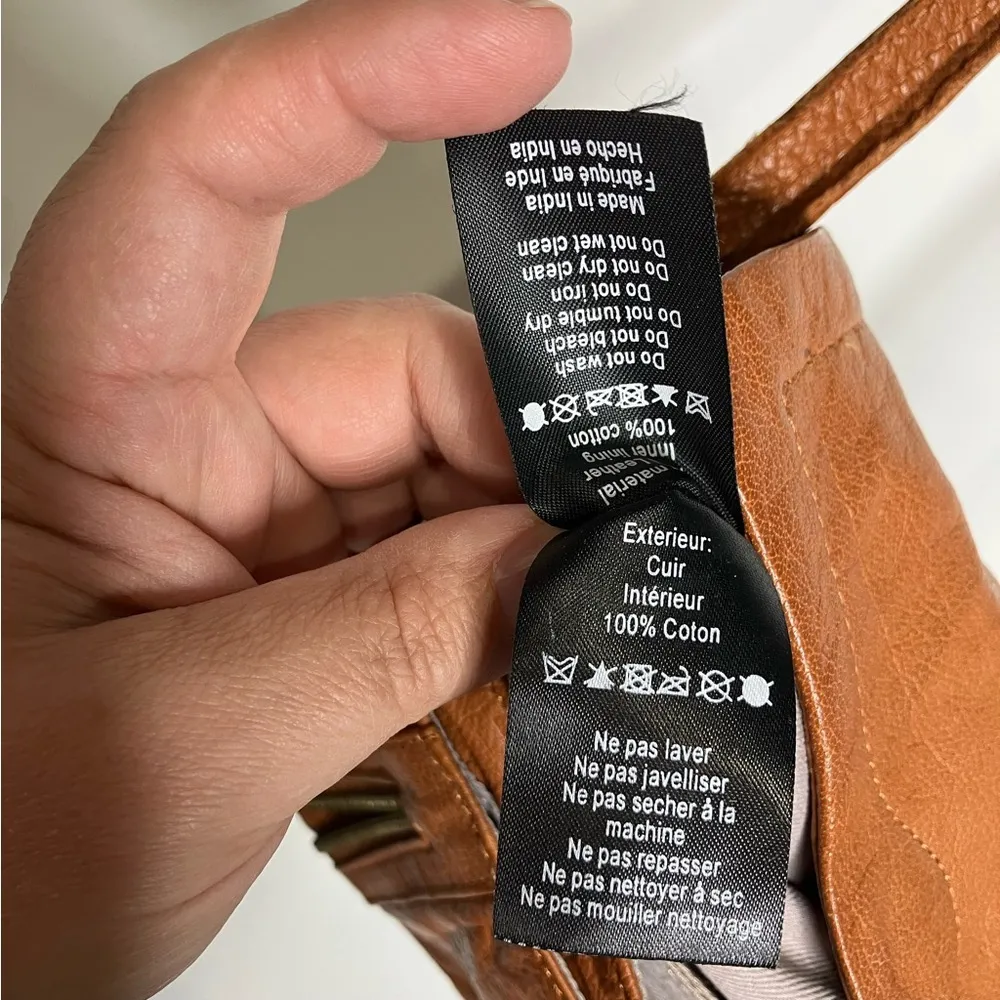 Hecho en India
Fabriqué en Inde
Made in India
Do not wet clean
Do not dry clean
Do not iron
Do not tumble dry
Do not bleach
Do not wash
100% cotton
Inner lining
Leather
material
Exterieur:
Cuir
Intérieur
100% Coton
Ne pas laver
Ne pas javelliser
Ne pas secher à la
machine
Ne pas repasser
Ne pas nettoyer à sec
Ne pas mouiller nettoyage